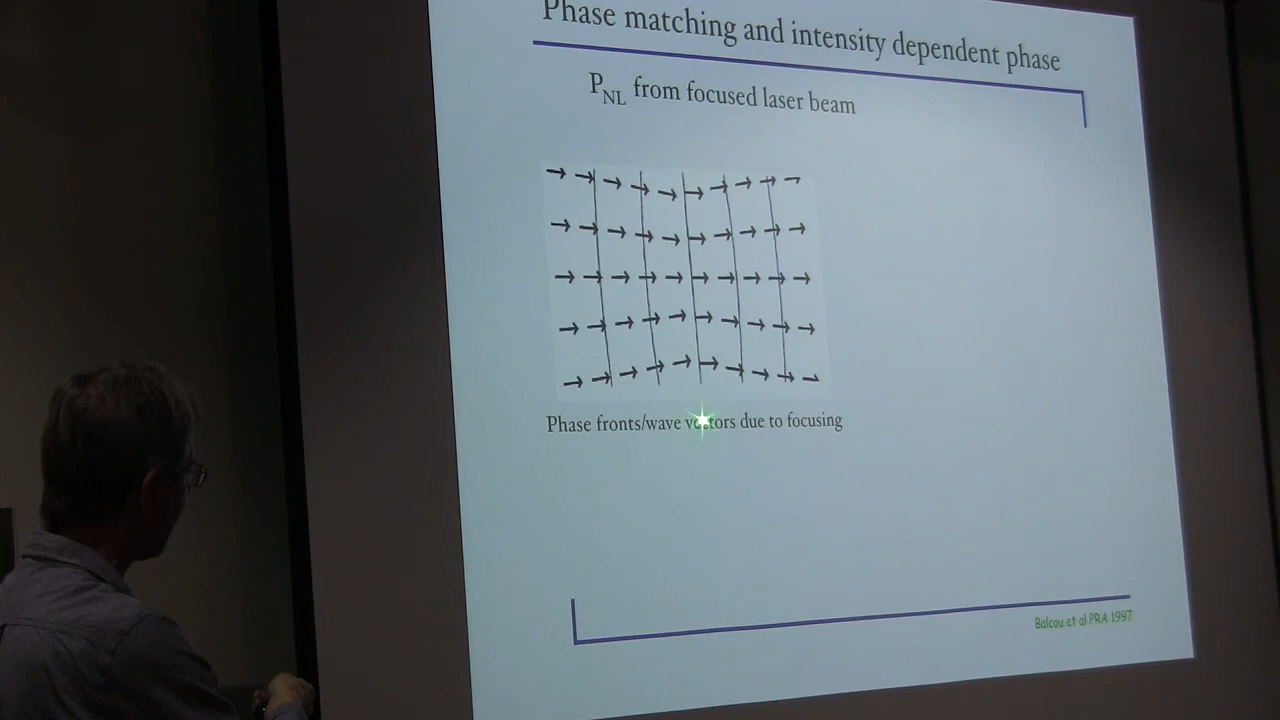 Phase matching and intensity dependent phase
P_NL from focused laser beam
Phase fronts/wave vectors due to focusing
Balcou et al PRA 1997